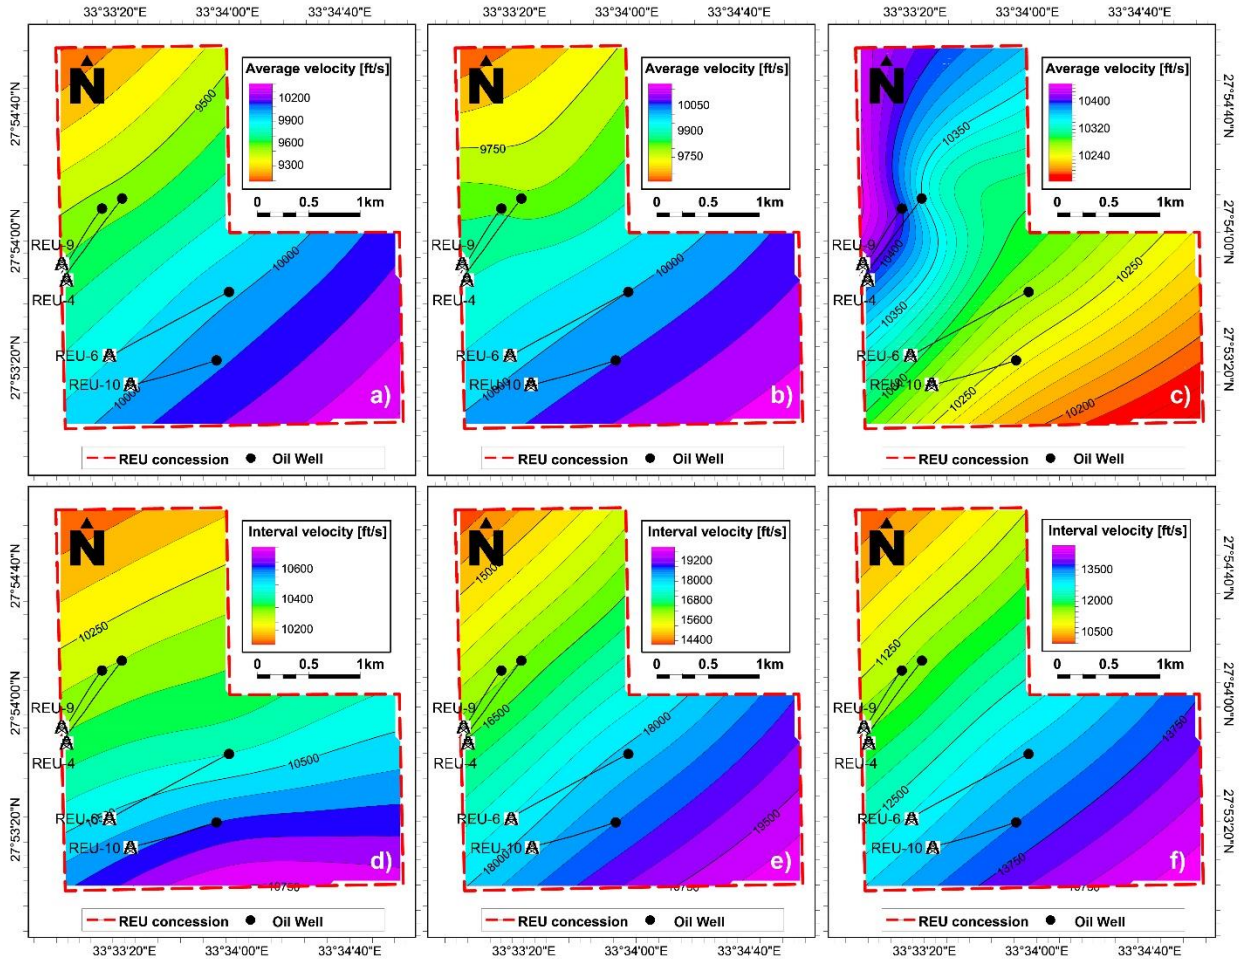 33°33'20"E 33°34'00"E 33°34'40"E 33°33'20"E 33°34'00"E 33°34'40"E 33°33'20"E 33°34'00"E 33°34'40"E
27°54'40"N
27°54'00"N
27°53'20"N
N
Average velocity [ft/s]
10200
9900
9600
9300
0 0.5 1km
9500
10000
10000
REU-9
REU-4
REU-6
REU-10
a)
REU concession Oil Well
N
Average velocity [ft/s]
10050
9900
9750
0 0.5 1km
9750
10000
REU-9
REU-4
REU-6
REU-10
b)
REU concession Oil Well
N
Average velocity [ft/s]
10400
10320
10240
0 0.5 1km
10350
10400
10350
10250
10250
10200
REU-9
REU-4
REU-6
REU-10
c)
REU concession Oil Well
27°54'40"N
27°54'00"N
27°53'20"N
27°54'40"N
27°54'00"N
27°53'20"N
N
Interval velocity [ft/s]
10600
10400
10200
0 0.5 1km
10250
10500
REU-9
REU-4
REU-6
REU-10
d)
REU concession Oil Well
N
Interval velocity [ft/s]
19200
18000
16800
15600
14400
0 0.5 1km
15000
16500
18000
18000
19500
REU-9
REU-4
REU-6
REU-10
e)
REU concession Oil Well
N
Interval velocity [ft/s]
13500
12000
10500
0 0.5 1km
11250
12500
13750
13750
REU-9
REU-4
REU-6
REU-10
f)
REU concession Oil Well
27°54'40"N
27°54'00"N
27°53'20"N
33°33'20"E 33°34'00"E 33°34'40"E 33°33'20"E 33°34'00"E 33°34'40"E 33°33'20"E 33°34'00"E 33°34'40"E